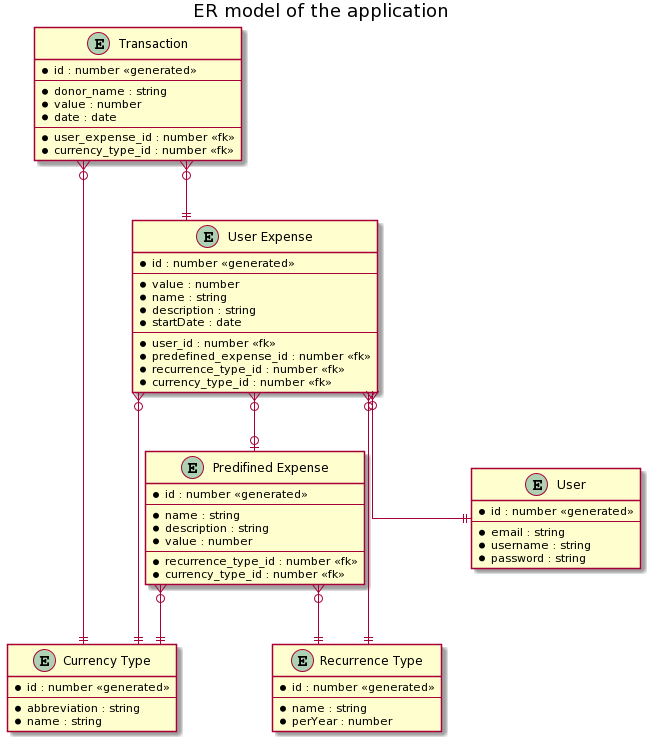 ER model of the application
E Transaction
id : number «generated»
donor_name : string
value : number
date : date
user_expense_id : number «fk»
currency_type_id : number «fk»
E User Expense
id : number «generated»
value : number
name : string
description : string
startDate : date
user_id : number «fk»
predefined_expense_id : number «fk»
recurrence_type_id : number «fk»
currency_type_id : number «fk»
E Predifined Expense
id : number «generated»
name : string
description : string
value : number
recurrence_type_id : number «fk»
currency_type_id : number «fk»
E User
id : number «generated»
email : string
username : string
password : string
E Currency Type
id : number «generated»
abbreviation : string
name : string
E Recurrence Type
id : number «generated»
name : string
perYear : number